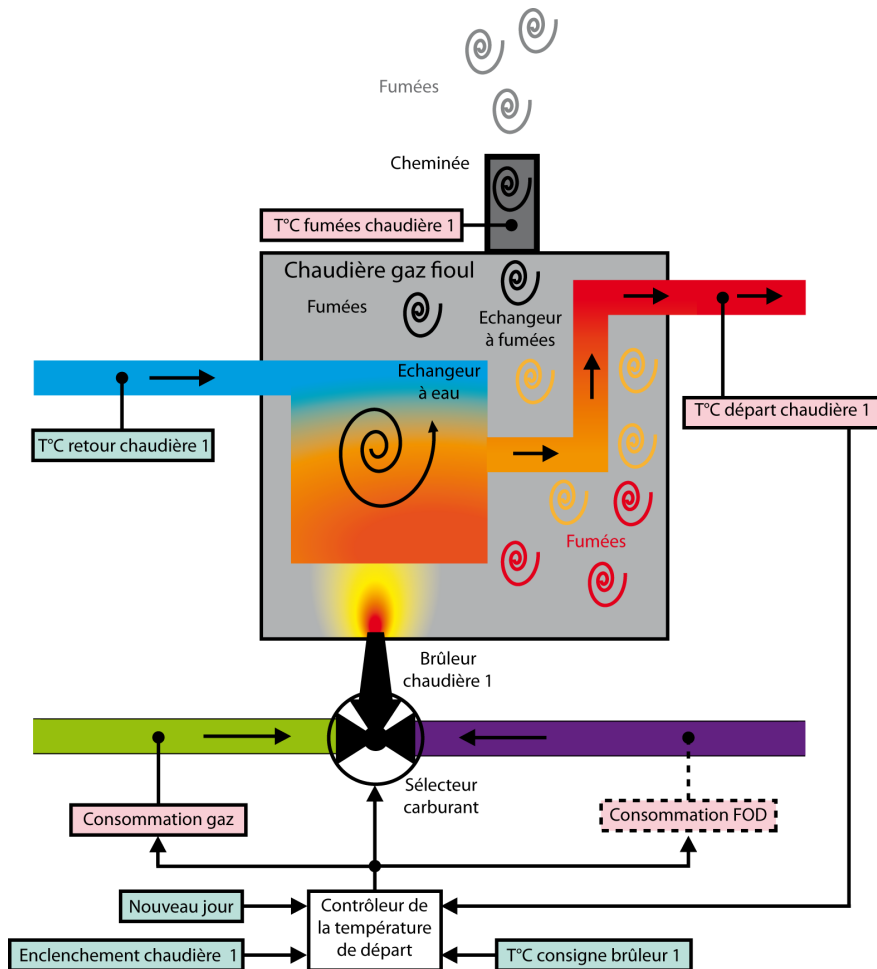 Fumées
Cheminée
T°C fumées chaudière 1
Chaudière gaz fioul
Fumées
Echangeur
à fumées
Echangeur
à eau
T°C départ chaudière 1
T°C retour chaudière 1
Fumées
Brûleur
chaudière 1
Sélecteur
carburant
Consommation gaz
Consommation FOD
Nouveau jour
Contrôleur de
la température
de départ
Enclenchement chaudière 1
T°C consigne brûleur 1